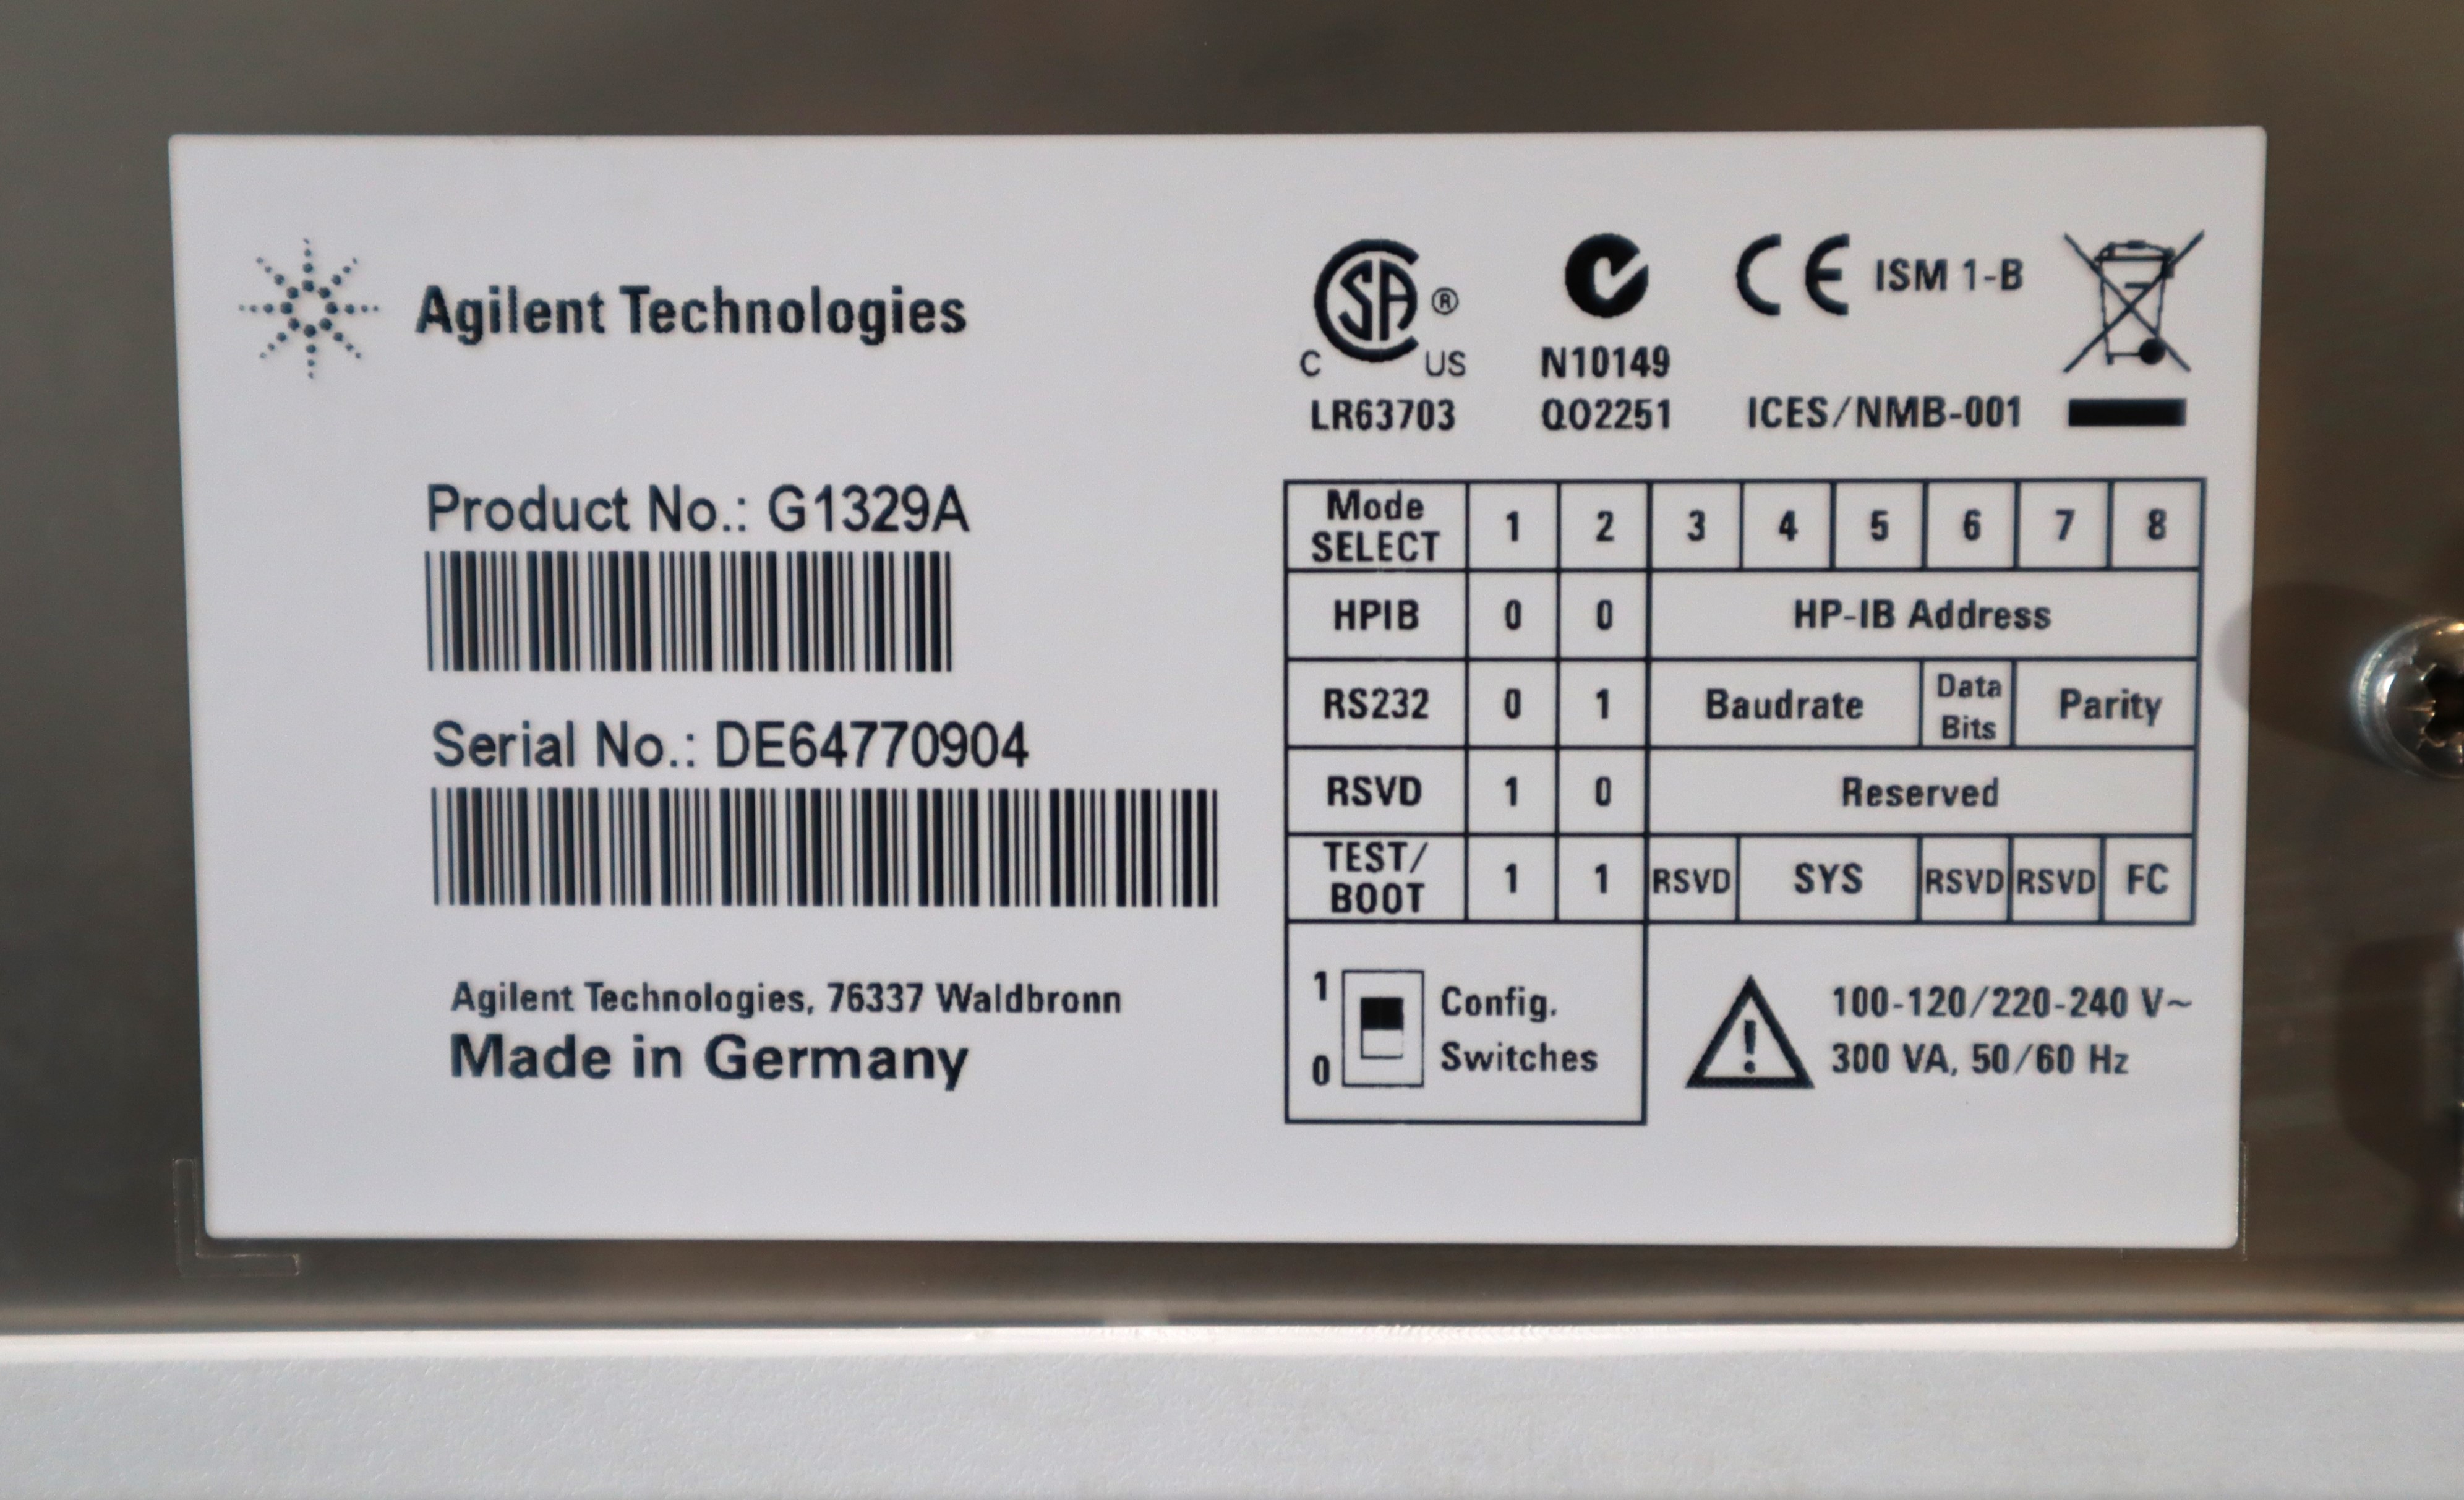 Agilent Technologies
Product No.: G1329A
Serial No.: DE64770904
Agilent Technologies, 76337 Waldbronn
Made in Germany
SA ®
C US
LR63703
N10149
QO2251
CE ISM 1-B
ICES/NMB-001
Mode SELECT 1 2 3 4 5 6 7 8
HPIB 0 0 HP-IB Address
RS232 0 1 Baudrate Data Bits Parity
RSVD 1 0 Reserved
TEST/ BOOT 1 1 RSVD SYS RSVD RSVD FC
1 Config.
0 Switches
! 100-120/220-240 V~
300 VA, 50/60 Hz